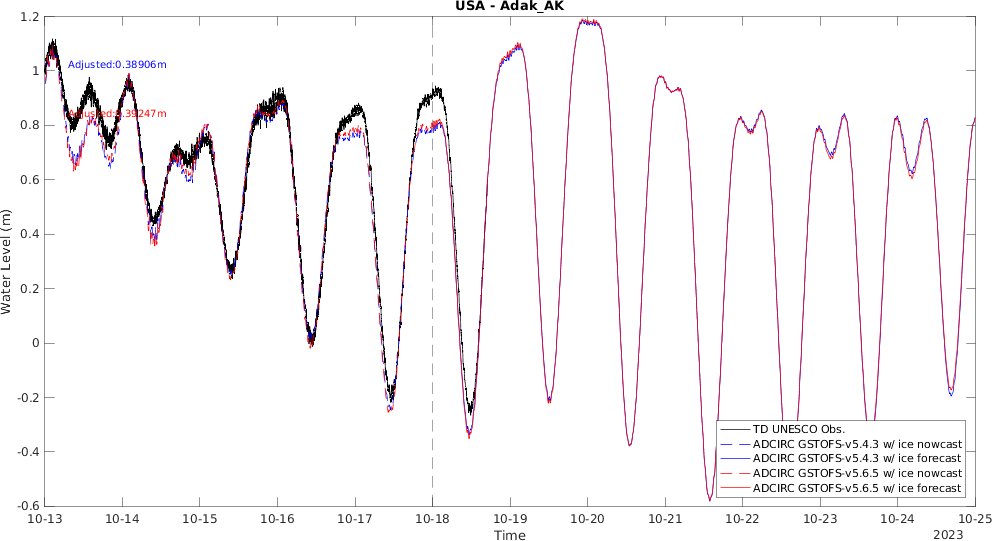 USA - Adak_AK
1.2
1
0.8
0.6
0.4
0.2
0
-0.2
-0.4
-0.6
Water Level (m)
Adjusted:0.38906m
Adjusted:0.39247m
TD UNESCO Obs.
ADCIRC GSTOFS-v5.4.3 w/ ice nowcast
ADCIRC GSTOFS-v5.4.3 w/ ice forecast
ADCIRC GSTOFS-v5.6.5 w/ ice nowcast
ADCIRC GSTOFS-v5.6.5 w/ ice forecast
10-13 10-14 10-15 10-16 10-17 10-18 10-19 10-20 10-21 10-22 10-23 10-24 10-25
Time
2023